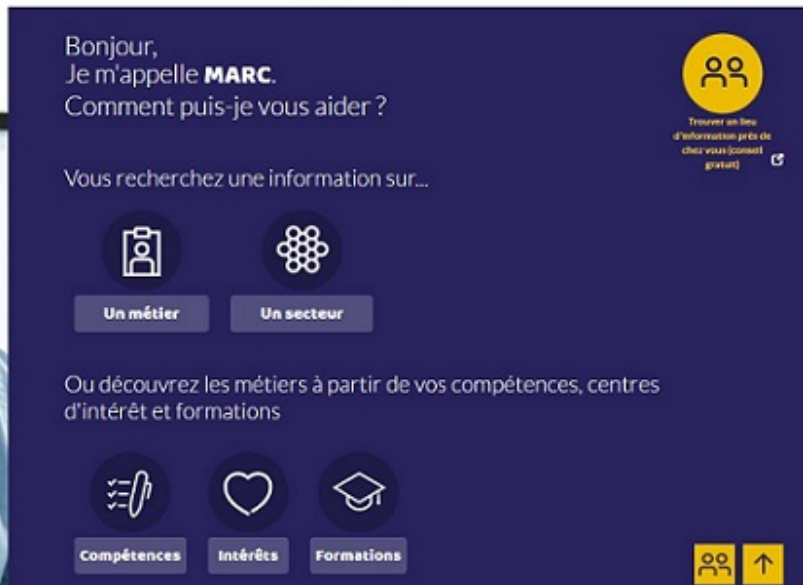 Bonjour,
Je m'appelle MARC.
Comment puis-je vous aider ?
Trouver un lieu
d'information près de
chez vous (conseil
gratuit)
Vous recherchez une information sur...
Un métier
Un secteur
Ou découvrez les métiers à partir de vos compétences, centres
d'intérêt et formations
Compétences
Intérêts
Formations